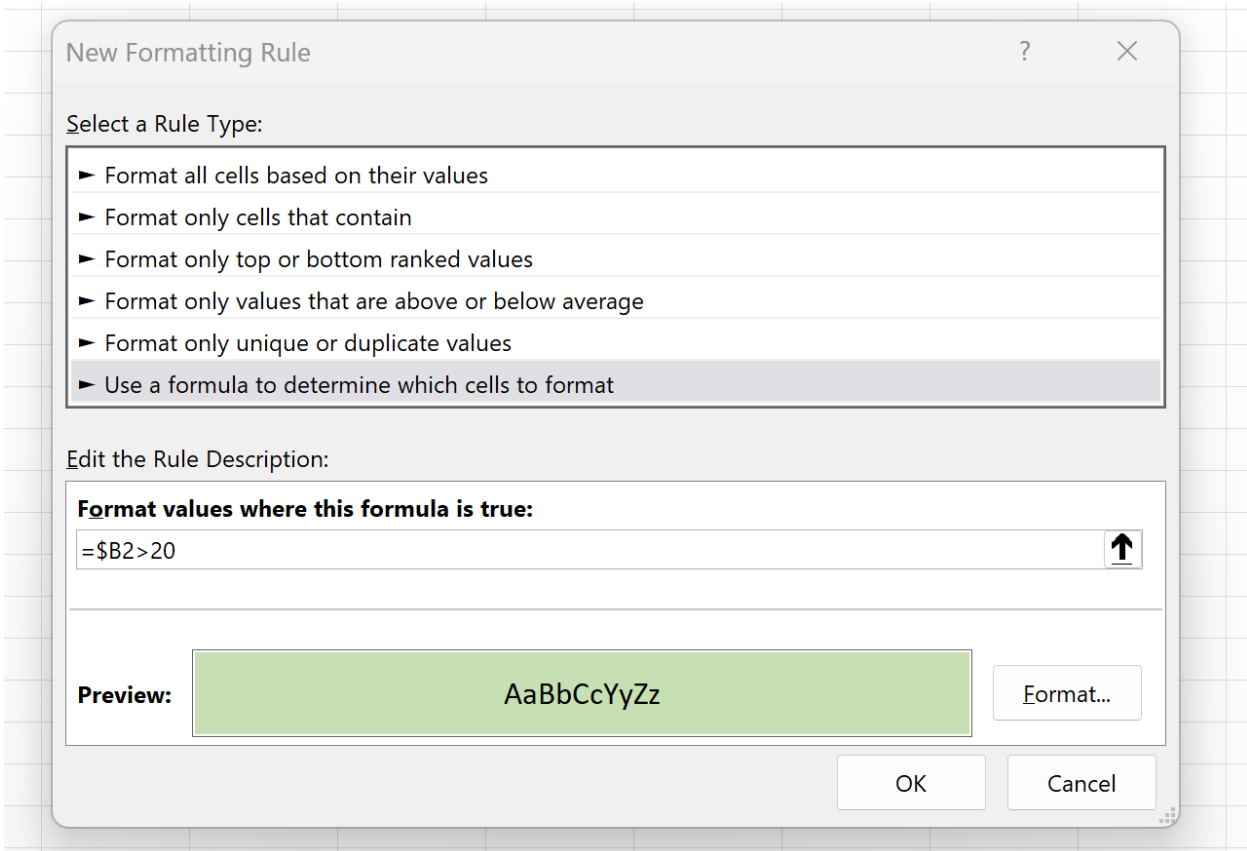 New Formatting Rule ?
Select a Rule Type:
► Format all cells based on their values
► Format only cells that contain
► Format only top or bottom ranked values
► Format only values that are above or below average
► Format only unique or duplicate values
► Use a formula to determine which cells to format
Edit the Rule Description:
Format values where this formula is true:
=$B2>20
Preview: AaBbCcYyZz Format...
OK Cancel